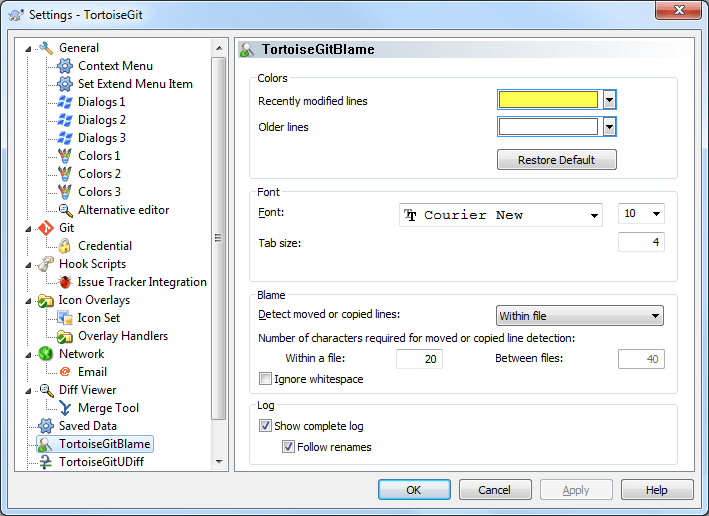 Settings - TortoiseGit
General
Context Menu
Set Extend Menu Item
Dialogs 1
Dialogs 2
Dialogs 3
Colors 1
Colors 2
Colors 3
Alternative editor
Git
Credential
Hook Scripts
Issue Tracker Integration
Icon Overlays
Icon Set
Overlay Handlers
Network
Email
Diff Viewer
Merge Tool
Saved Data
TortoiseGitBlame
TortoiseGitUDiff
TortoiseGitBlame
Colors
Recently modified lines
Older lines
Restore Default
Font
Font: Courier New 10
Tab size: 4
Blame
Detect moved or copied lines: Within file
Number of characters required for moved or copied line detection:
Within a file: 20 Between files: 40
Ignore whitespace
Log
Show complete log
Follow renames
OK Cancel Apply Help